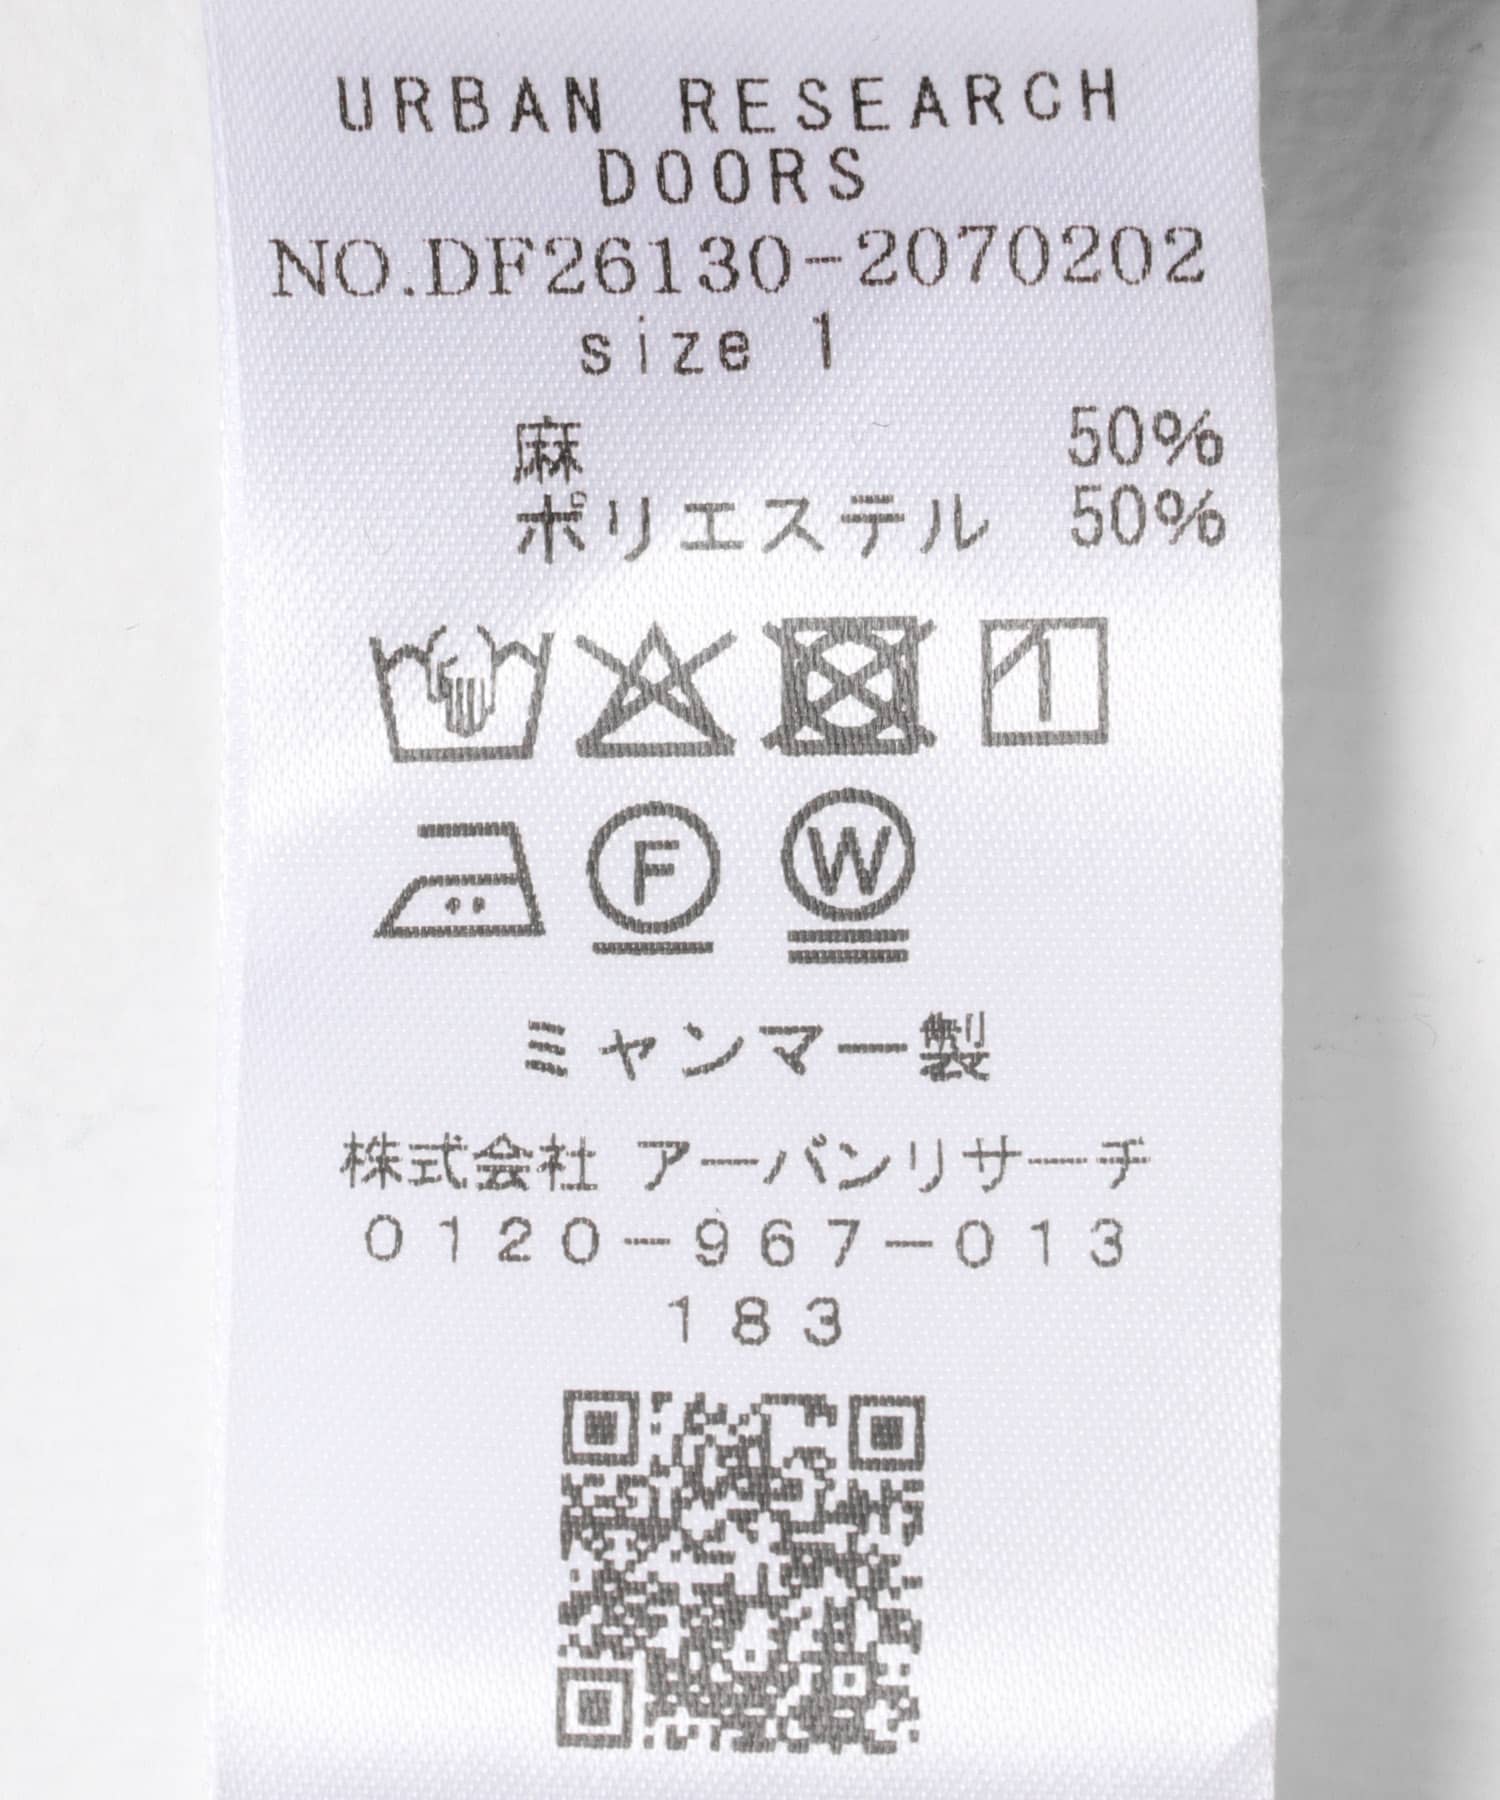 URBAN RESEARCH
DOORS
NO.DF26130-2070202
size 1
麻 50%
ポリエステル 50%
F W
ミャンマー製
株式会社 アーバンリサーチ
0120-967-013
183